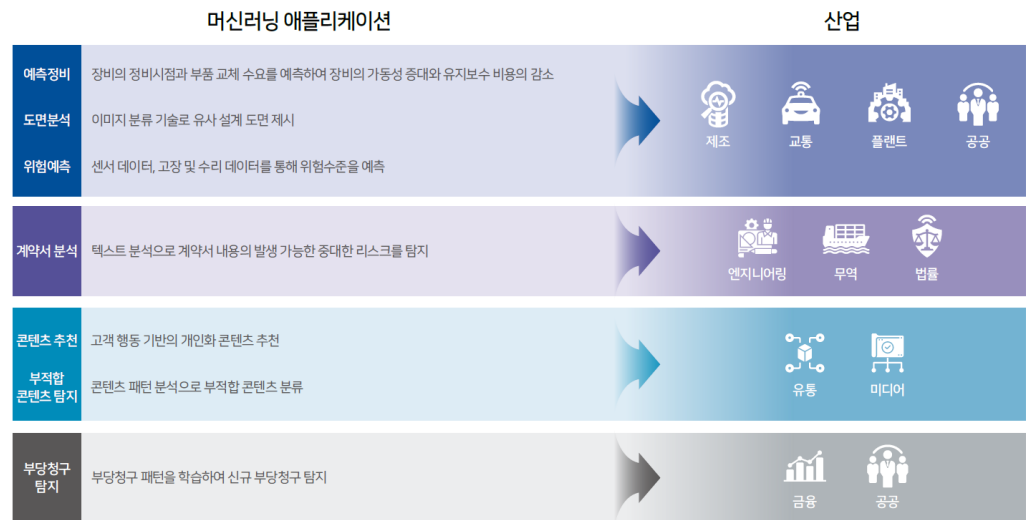 머신러닝 애플리케이션
산업
예측정비
장비의 정비시점과 부품 교체 수요를 예측하여 장비의 가동성 증대와 유지보수 비용의 감소
도면분석
이미지 분류 기술로 유사 설계 도면 제시
위험예측
센서 데이터, 고장 및 수리 데이터를 통해 위험수준을 예측
제조
교통
플랜트
공공
계약서 분석
텍스트 분석으로 계약서 내용의 발생 가능한 중대한 리스크를 탐지
엔지니어링
무역
법률
콘텐츠 추천
고객 행동 기반의 개인화 콘텐츠 추천
부적합
콘텐츠 탐지
콘텐츠 패턴 분석으로 부적합 콘텐츠 분류
유통
미디어
부당청구
탐지
부당청구 패턴을 학습하여 신규 부당청구 탐지
금융
공공